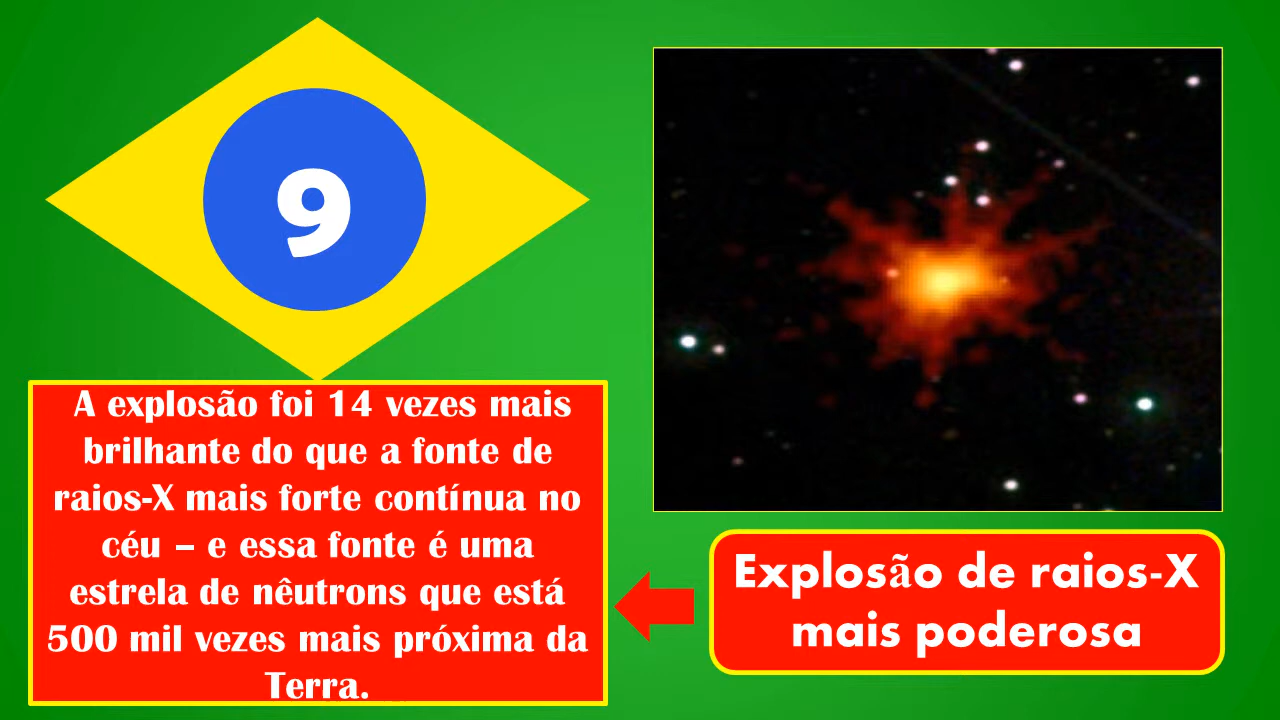 9
A explosão foi 14 vezes mais
brilhante do que a fonte de
raios-X mais forte contínua no
céu – e essa fonte é uma
estrela de nêutrons que está
500 mil vezes mais próxima da
Terra.
Explosão de raios-X
mais poderosa